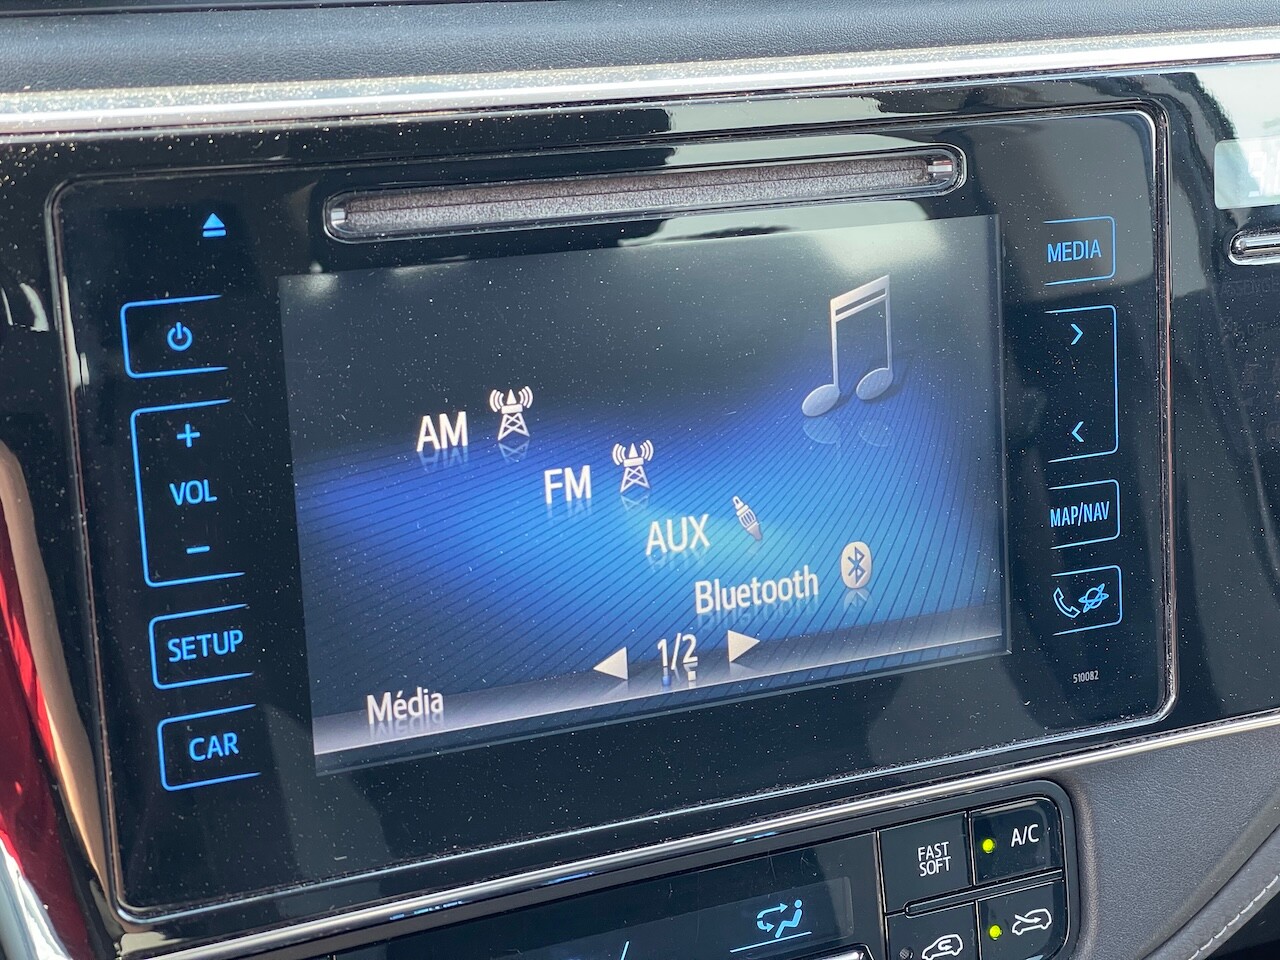 MEDIA
VOL
SETUP
CAR
AM
FM
AUX
Bluetooth
1/2
Média
MAP/NAV
510082
FAST
SOFT
A/C